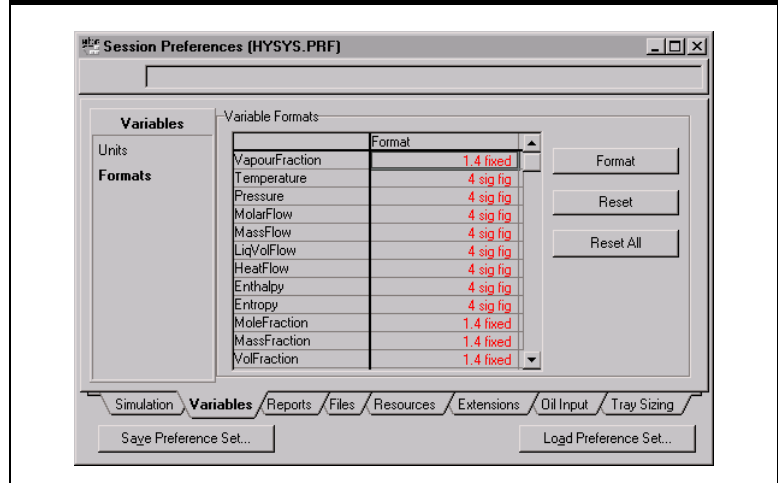 Session Preferences (HYSYS.PRF)
Variables
Units
Formats
Variable Formats
Format
VapourFraction 1.4 fixed
Temperature 4 sig fig
Pressure 4 sig fig
MolarFlow 4 sig fig
MassFlow 4 sig fig
LiqVolFlow 4 sig fig
HeatFlow 4 sig fig
Enthalpy 4 sig fig
Entropy 4 sig fig
MoleFraction 1.4 fixed
MassFraction 1.4 fixed
VolFraction 1.4 fixed
Format
Reset
Reset All
Simulation Variables Reports Files Resources Extensions Oil Input Tray Sizing
Save Preference Set... Load Preference Set...